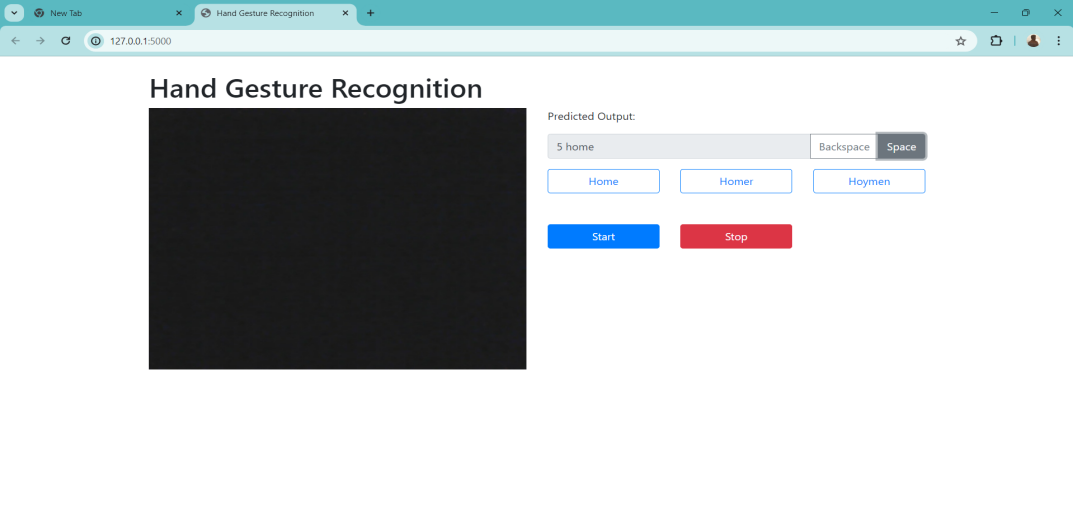 New Tab
Hand Gesture Recognition
127.0.0.1:5000
Hand Gesture Recognition
Predicted Output:
5 home Backspace Space
Home Homer Hoymen
Start Stop